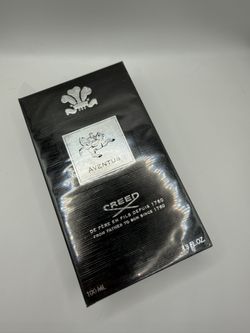 AVENTUS
CREED
DE PÈRE EN FILS DEPUIS 1760
FROM FATHER TO SON SINCE 1760
100 ML
3.3 FL.OZ